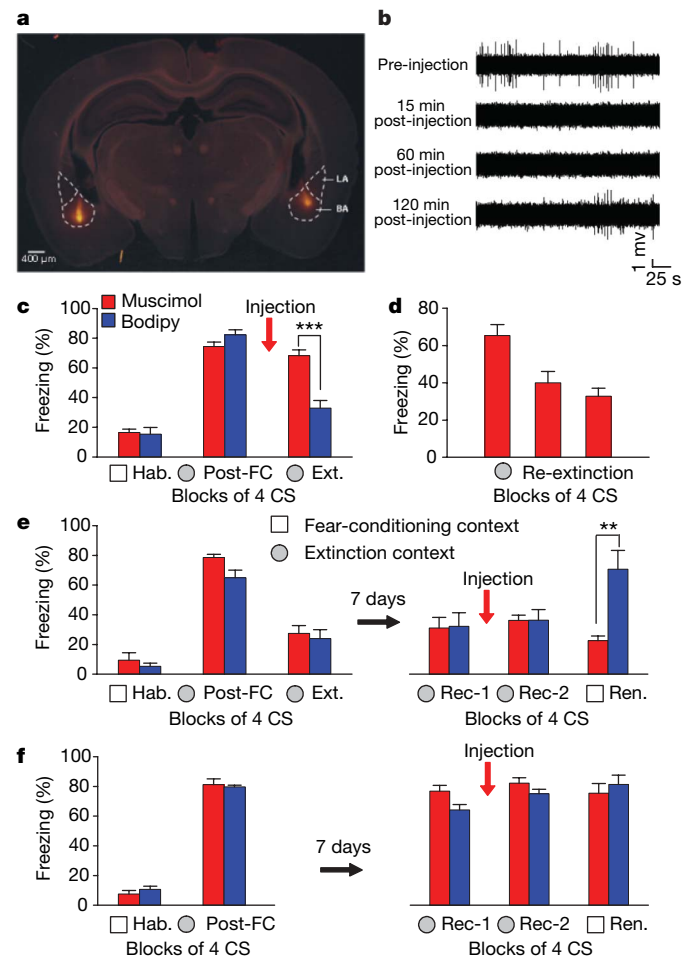 a
LA
BA
400 µm
b
Pre-injection
15 min
post-injection
60 min
post-injection
120 min
post-injection
1 mv
25 s
c
Muscimol
Bodipy
Injection
***
Freezing (%)
100
80
60
40
20
0
Hab. Post-FC Ext.
Blocks of 4 CS
d
Freezing (%)
80
60
40
20
0
Re-extinction
Blocks of 4 CS
e
Fear-conditioning context
Extinction context
Freezing (%)
100
80
60
40
20
0
Hab. Post-FC Ext.
Blocks of 4 CS
7 days
Injection
**
Rec-1 Rec-2 Ren.
Blocks of 4 CS
f
Freezing (%)
100
80
60
40
20
0
Hab. Post-FC
Blocks of 4 CS
7 days
Injection
Rec-1 Rec-2 Ren.
Blocks of 4 CS